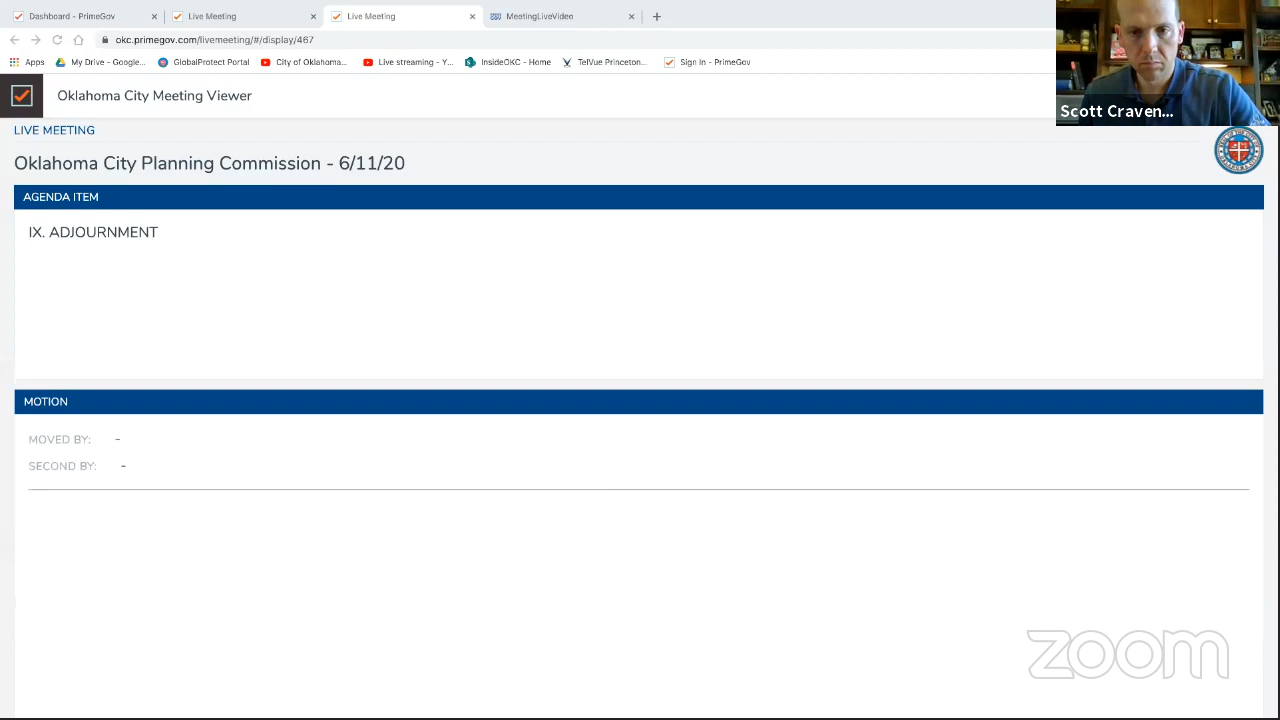 Dashboard - PrimeGov
Live Meeting
Live Meeting
MeetingLiveVideo
okc.primegov.com/livemeeting/#/display/467
Apps
My Drive - Google...
GlobalProtect Portal
City of Oklahoma...
Live streaming - Y...
InsideOKC - Home
TelVue Princeton...
Sign In - PrimeGov
Oklahoma City Meeting Viewer
Scott Craven...
LIVE MEETING
Oklahoma City Planning Commission - 6/11/20
AGENDA ITEM
IX. ADJOURNMENT
MOTION
MOVED BY: -
SECOND BY: -
zoom